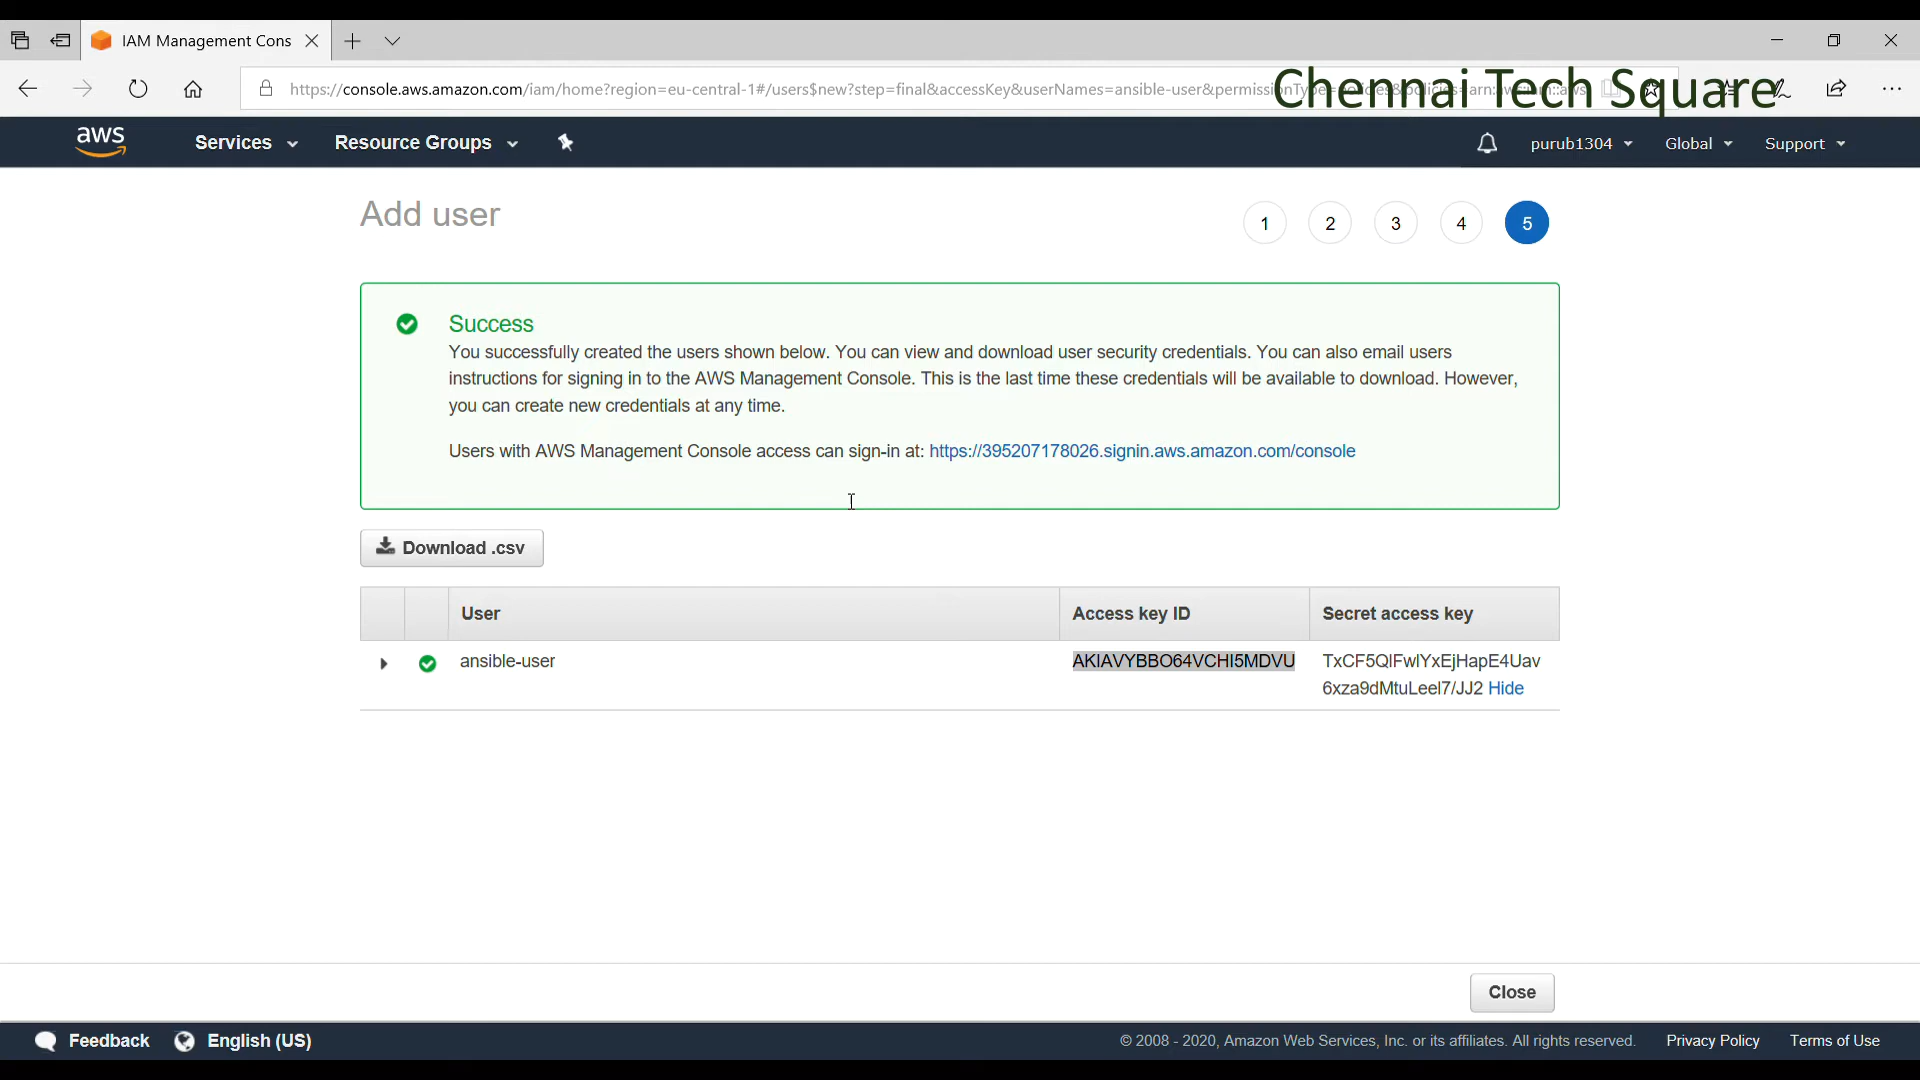 IAM Management Cons
https://console.aws.amazon.com/iam/home?region=eu-central-1#/users$new?step=final&accessKey&userNames=ansible-user&
Chennai Tech Square
aws
Services
Resource Groups
purub1304
Global
Support
Add user
1 2 3 4 5
Success
You successfully created the users shown below. You can view and download user security credentials. You can also email users
instructions for signing in to the AWS Management Console. This is the last time these credentials will be available to download. However,
you can create new credentials at any time.
Users with AWS Management Console access can sign-in at: https://395207178026.signin.aws.amazon.com/console
Download .csv
User Access key ID Secret access key
ansible-user AKIAVYBBO64VCHI5MDVU
Hide
Close
Feedback
English (US)
© 2008 - 2020, Amazon Web Services, Inc. or its affiliates. All rights reserved.
Privacy Policy
Terms of Use